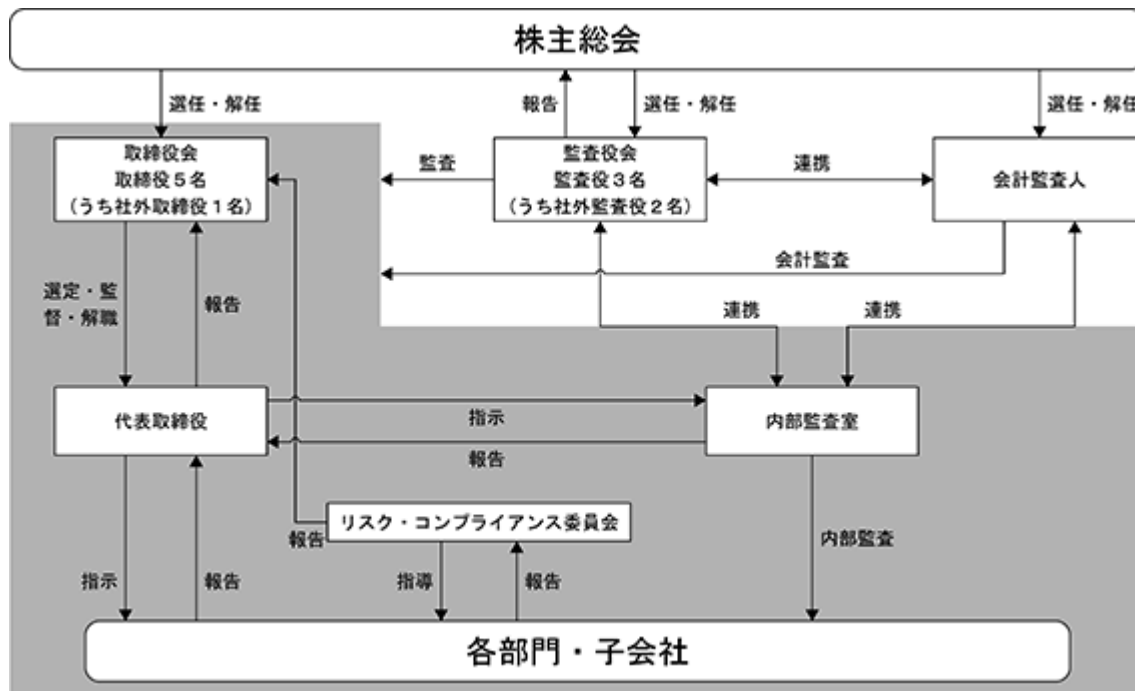 株主総会
選任・解任
報告
選任・解任
選任・解任
取締役会
取締役５名
（うち社外取締役１名）
監査
監査役会
監査役３名
（うち社外監査役２名）
連携
会計監査人
会計監査
選定・監
督・解職
報告
連携
連携
代表取締役
指示
報告
内部監査室
リスク・コンプライアンス委員会
報告
内部監査
指示
報告
指導
報告
各部門・子会社